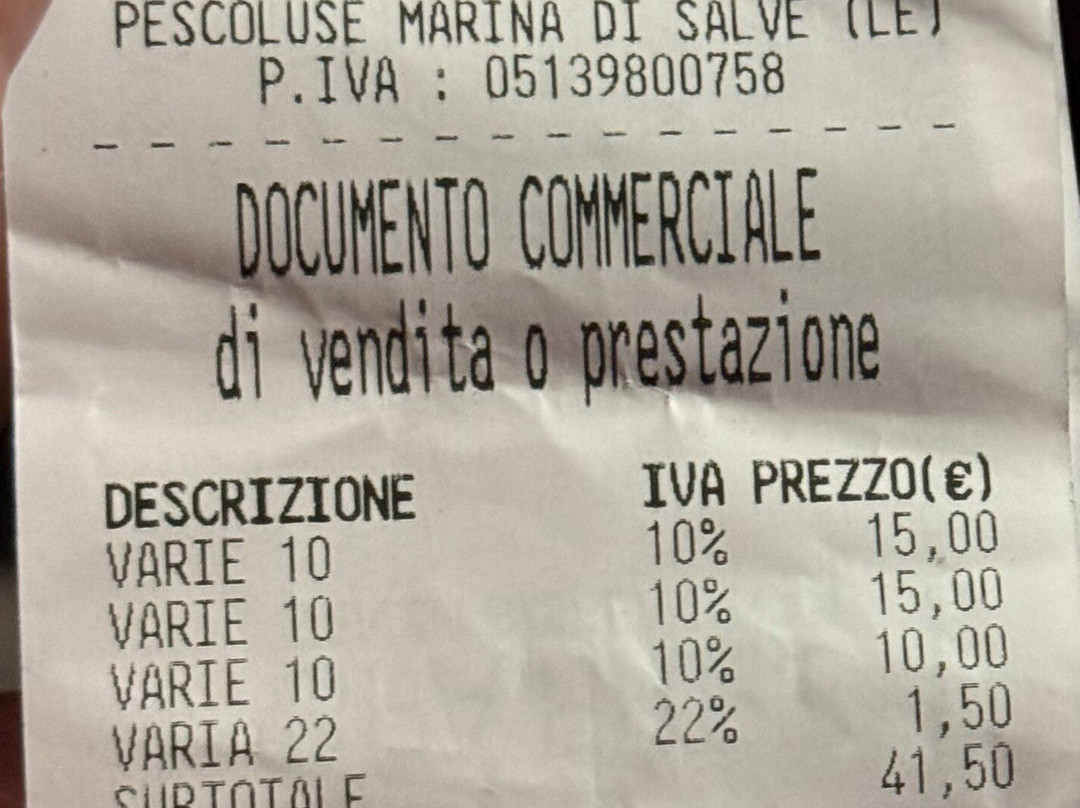 PESCOLUSE MARINA DI SALVE (LE)
P.IVA : 05139800758
- - - - - - - - - - - - - - - -
DOCUMENTO COMMERCIALE
di vendita o prestazione
DESCRIZIONE IVA PREZZO(€)
VARIE 10 10% 15,00
VARIE 10 10% 15,00
VARIE 10 10% 10,00
VARIA 22 22% 1,50
SUBTOTALE 41,50